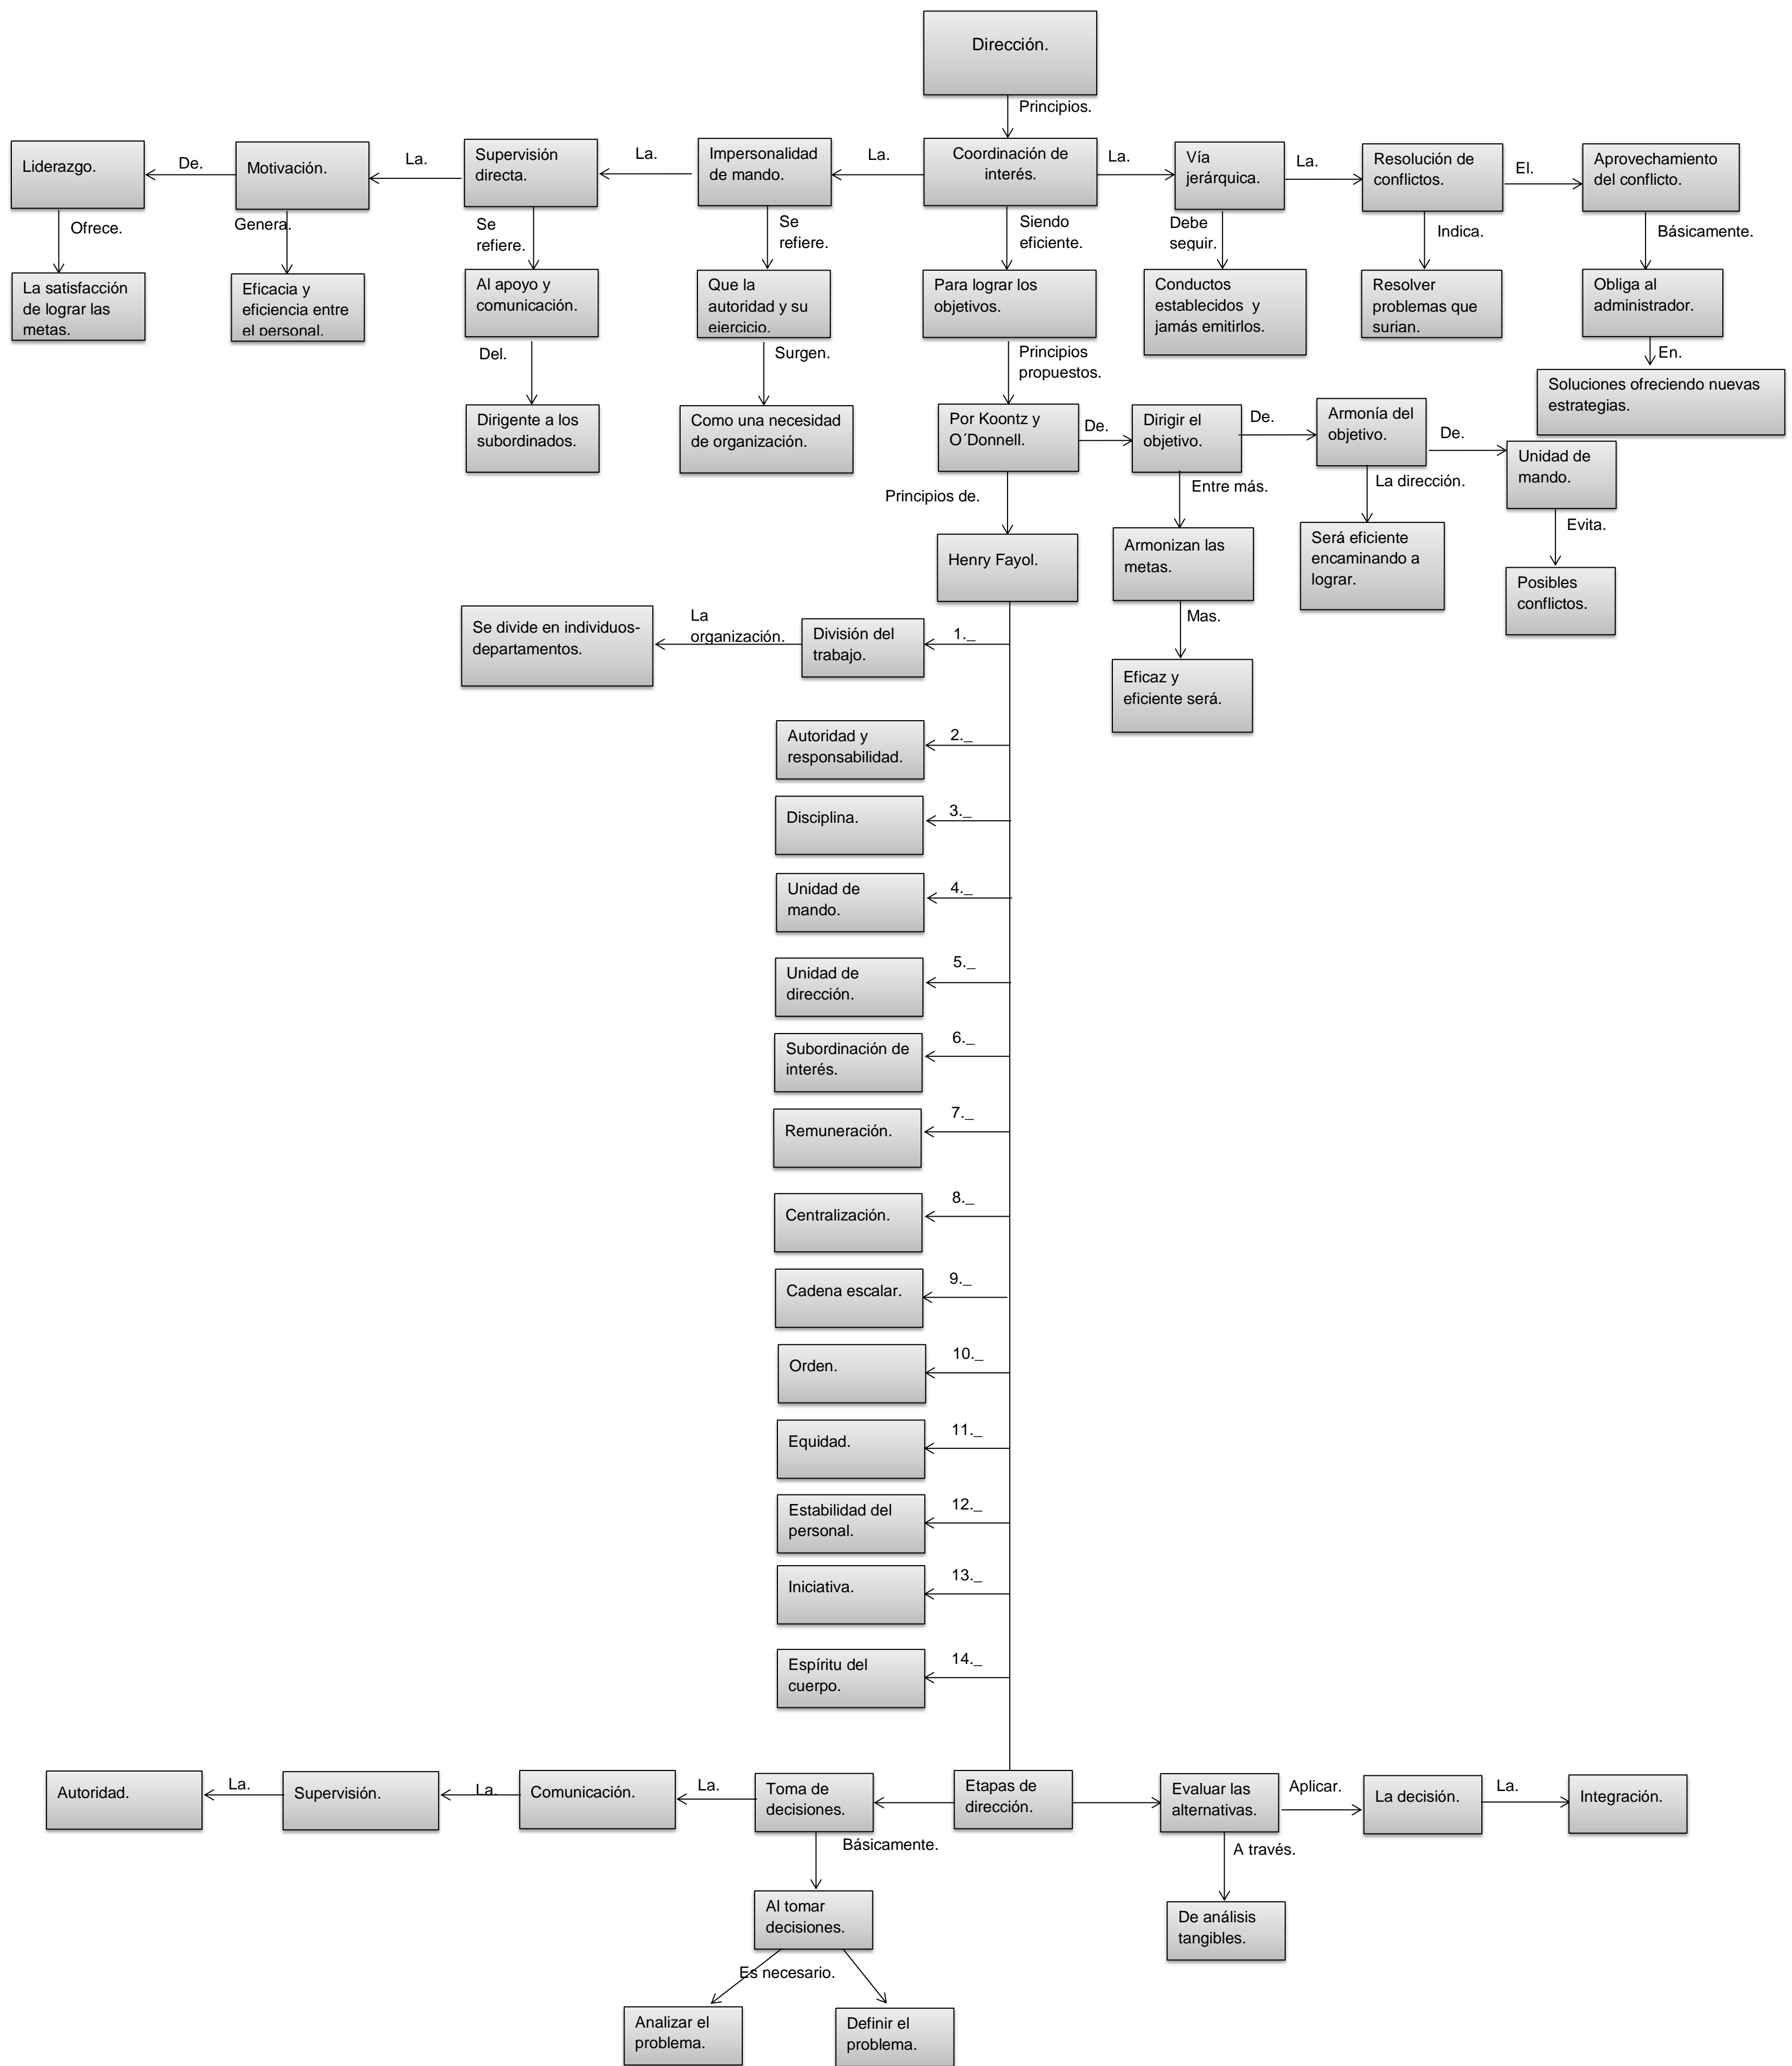 Dirección.
Principios.
Liderazgo.
De.
Motivación.
La.
Supervisión
directa.
La.
Impersonalidad
de mando.
La.
Coordinación de
interés.
La.
Vía
jerárquica.
La.
Resolución de
conflictos.
El.
Aprovechamiento
del conflicto.
Ofrece.
Genera.
Se
refiere.
Se
refiere.
Siendo
eficiente.
Debe
seguir.
Indica.
Básicamente.
La satisfacción
de lograr las
metas.
Eficacia y
eficiencia entre
el personal.
Al apoyo y
comunicación.
Que la
autoridad y su
ejercicio.
Para lograr los
objetivos.
Conductos
establecidos  y
jamás emitirlos.
Resolver
problemas que
surjan.
Obliga al
administrador.
Del.
Surgen.
Principios
propuestos.
En.
Soluciones ofreciendo nuevas
estrategias.
Dirigente a los
subordinados.
Como una necesidad
de organización.
Por Koontz y
O´Donnell.
De.
Dirigir el
objetivo.
De.
Armonía del
objetivo.
De.
Unidad de
mando.
Principios de.
Entre más.
La dirección.
Evita.
Henry Fayol.
Armonizan las
metas.
Será eficiente
encaminando a
lograr.
Posibles
conflictos.
Mas.
Eficaz y
eficiente será.
Se divide en individuos-
departamentos.
La
organización.
División del
trabajo.
1._
Autoridad y
responsabilidad.
2._
Disciplina.
3._
Unidad de
mando.
4._
Unidad de
dirección.
5._
Subordinación de
interés.
6._
Remuneración.
7._
Centralización.
8._
Cadena escalar.
9._
Orden.
10._
Equidad.
11._
Estabilidad del
personal.
12._
Iniciativa.
13._
Espíritu del
cuerpo.
14._
Autoridad.
La.
Supervisión.
La.
Comunicación.
La.
Toma de
decisiones.
Etapas de
dirección.
Evaluar las
alternativas.
Aplicar.
La decisión.
La.
Integración.
Básicamente.
A través.
Al tomar
decisiones.
De análisis
tangibles.
Es necesario.
Analizar el
problema.
Definir el
problema.